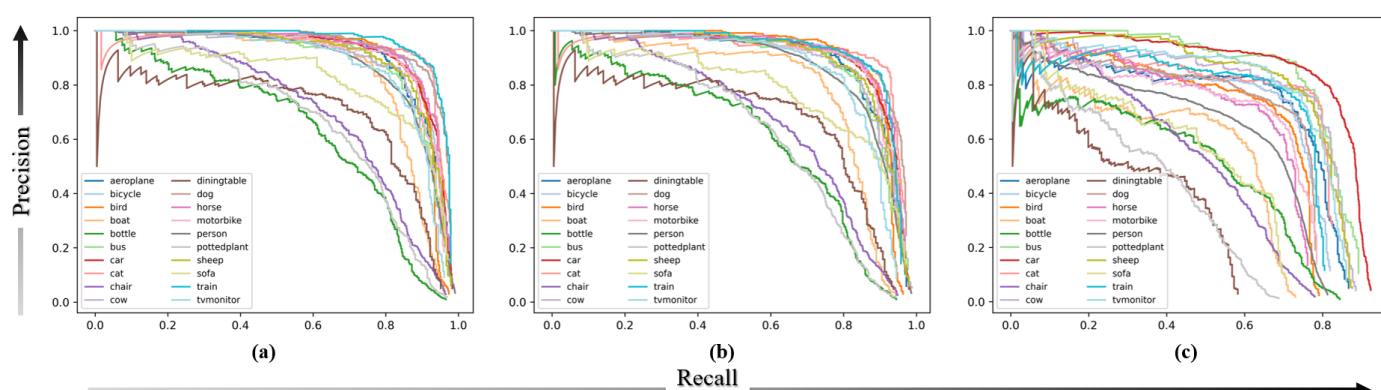 Precision
1.0
0.8
0.6
0.4
0.2
0.0
aeroplane diningtable
bicycle dog
bird horse
boat motorbike
bottle person
bus pottedplant
car sheep
cat sofa
chair train
cow tvmonitor
0.0 0.2 0.4 0.6 0.8 1.0
(a)
1.0
0.8
0.6
0.4
0.2
0.0
aeroplane diningtable
bicycle dog
bird horse
boat motorbike
bottle person
bus pottedplant
car sheep
cat sofa
chair train
cow tvmonitor
0.0 0.2 0.4 0.6 0.8 1.0
(b)
1.0
0.8
0.6
0.4
0.2
0.0
aeroplane diningtable
bicycle dog
bird horse
boat motorbike
bottle person
bus pottedplant
car sheep
cat sofa
chair train
cow tvmonitor
0.0 0.2 0.4 0.6 0.8
(c)
Recall